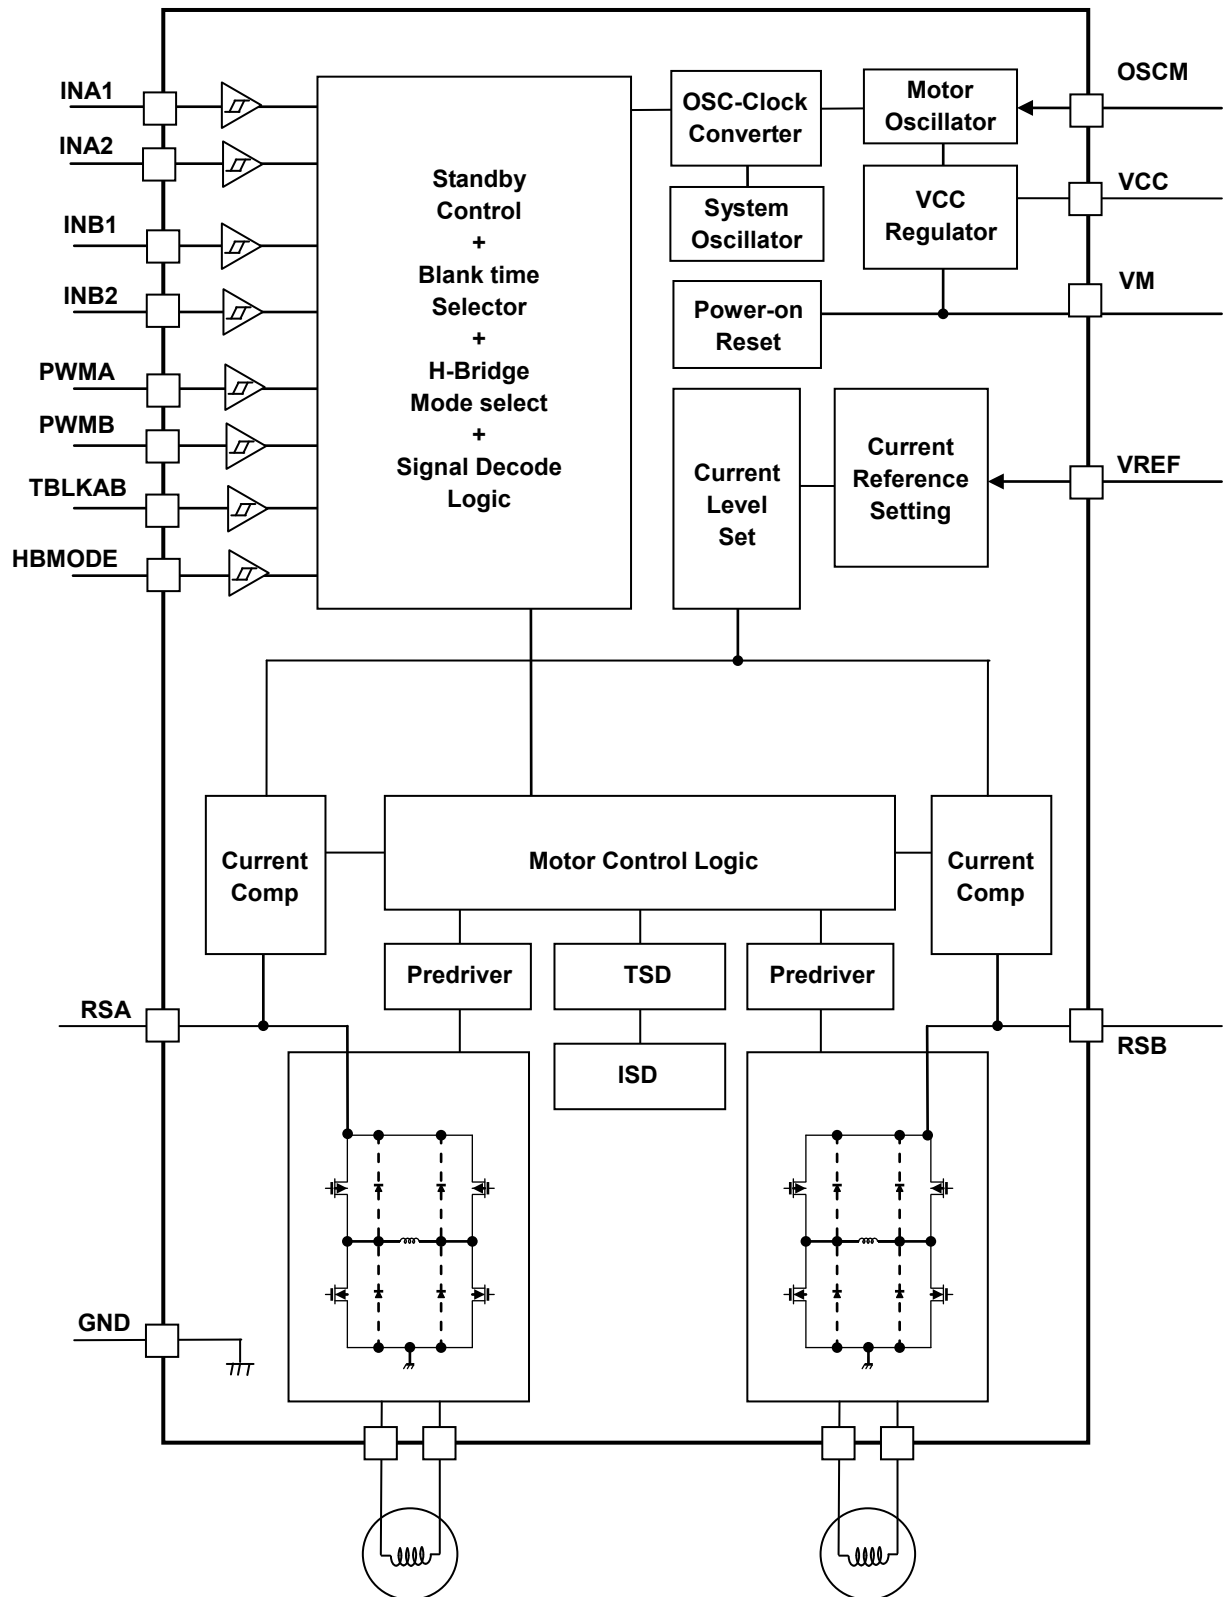 INA1
INA2
INB1
INB2
PWMA
PWMB
TBLKAB
HBMODE
Standby
Control
+
Blank time
Selector
+
H-Bridge
Mode select
+
Signal Decode
Logic
OSC-Clock
Converter
Motor
Oscillator
System
Oscillator
VCC
Regulator
Power-on
Reset
Current
Level
Set
Current
Reference
Setting
OSCM
VCC
VM
VREF
Current
Comp
Motor Control Logic
Current
Comp
Predriver
TSD
Predriver
ISD
RSA
RSB
GND